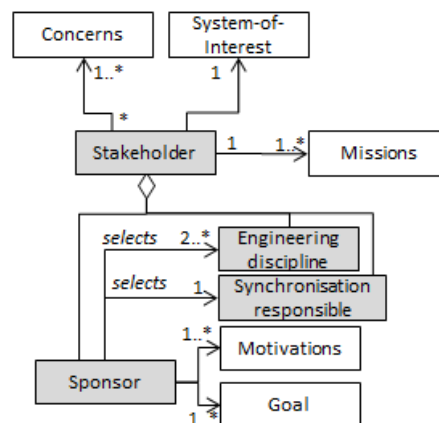 Concerns
System-of-
Interest
1..*
1
*
Stakeholder
1
1..*
Missions
selects
2..*
Engineering
discipline
selects
1
Synchronisation
responsible
1..*
Motivations
Sponsor
1..*
Goal